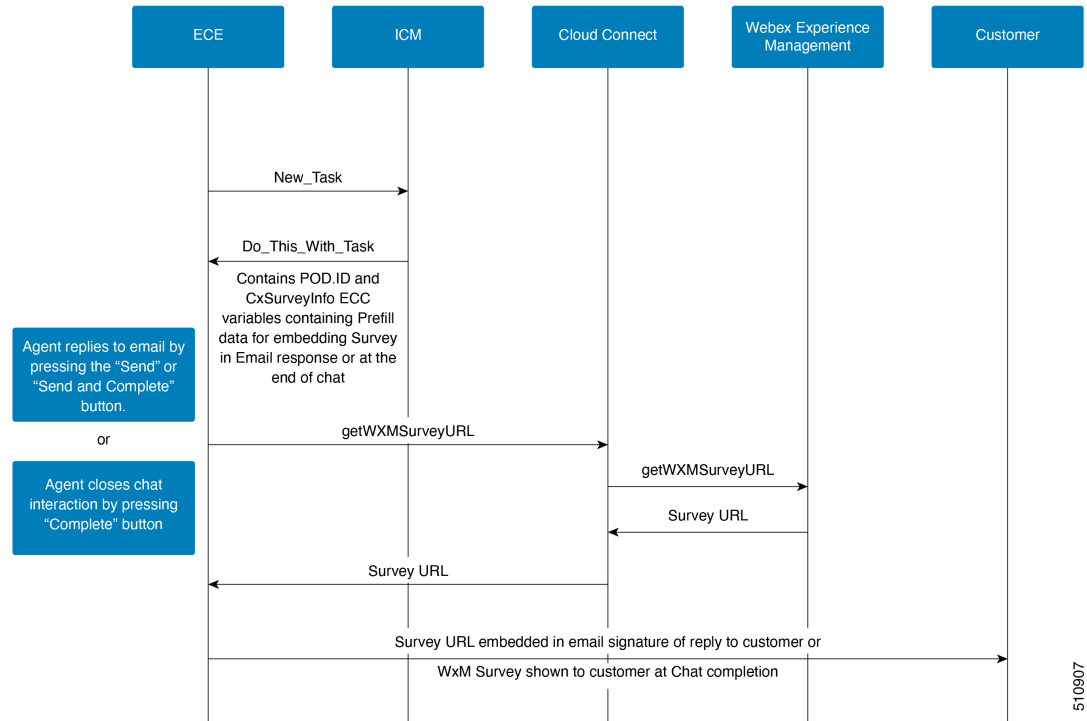 ECE
ICM
Cloud Connect
Webex Experience
Management
Customer
New_Task
Do_This_With_Task
Contains POD.ID and
CxSurveyInfo ECC
variables containing Prefill
data for embedding Survey
in Email response or at the
end of chat
Agent replies to email by
pressing the “Send” or
“Send and Complete”
button.
or
Agent closes chat
interaction by pressing
“Complete” button
getWXMSurveyURL
getWXMSurveyURL
Survey URL
Survey URL
Survey URL embedded in email signature of reply to customer or
WxM Survey shown to customer at Chat completion
510907